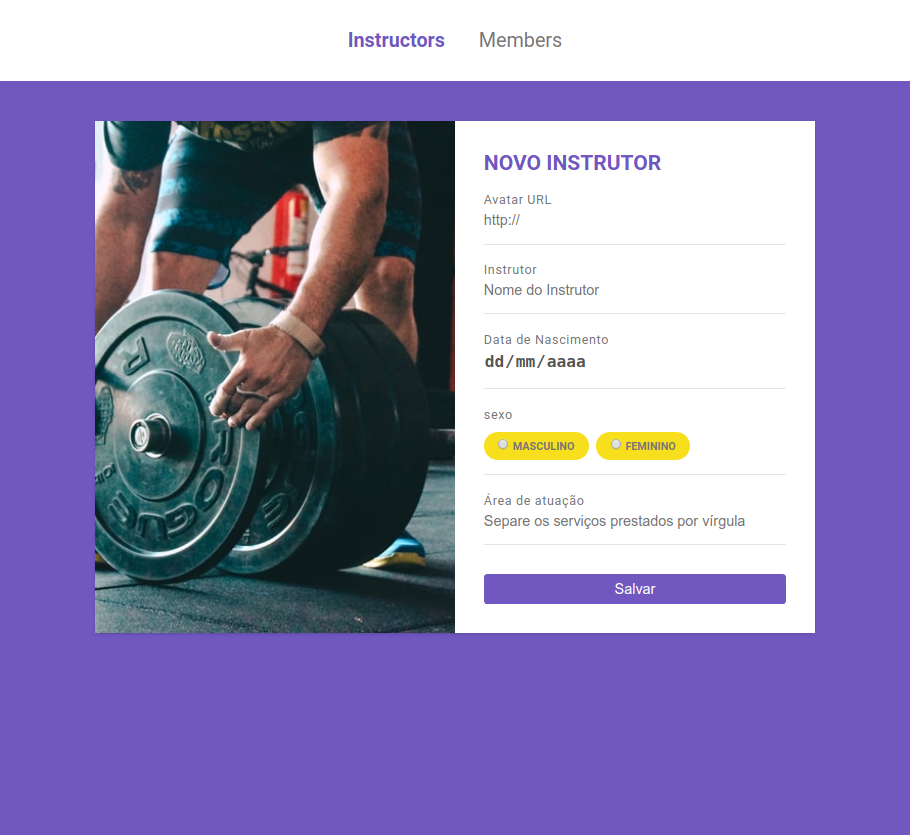 Instructors Members
NOVO INSTRUTOR
Avatar URL
http://
Instrutor
Nome do Instrutor
Data de Nascimento
dd/mm/aaaa
sexo
MASCULINO FEMININO
Área de atuação
Separe os serviços prestados por vírgula
Salvar
ROGUE